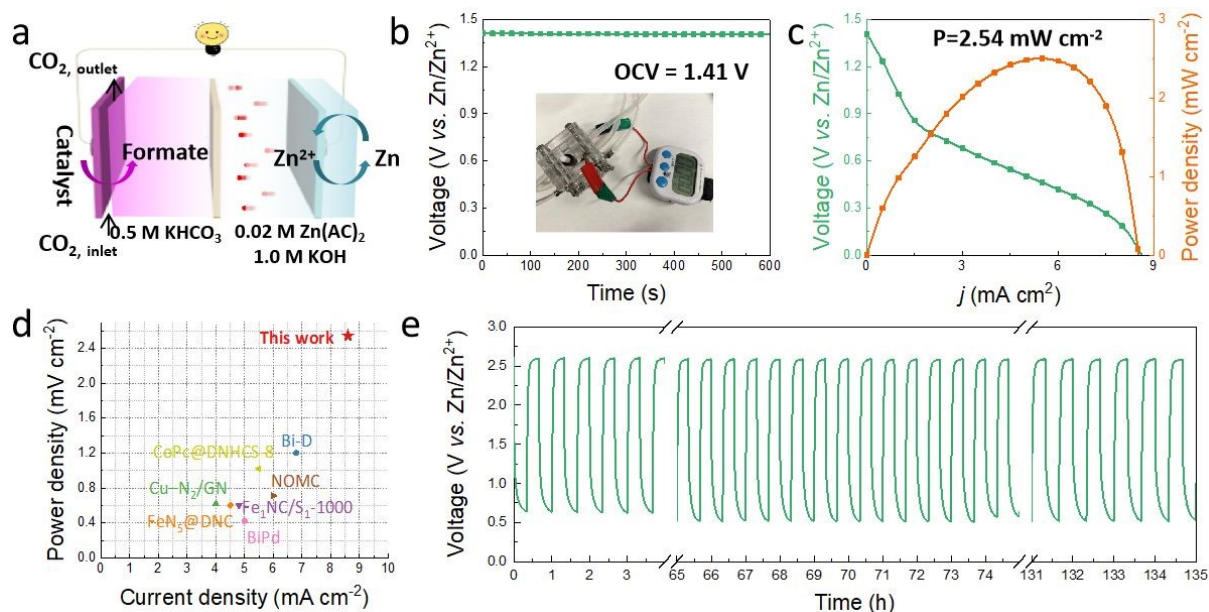 a
CO2, outlet
Catalyst
Formate
Zn2+
Zn
CO2, inlet
0.5 M KHCO3
0.02 M Zn(AC)2
1.0 M KOH
b
Voltage (V vs. Zn/Zn2+)
1.5
1.2
0.9
0.6
0.3
0.0
OCV = 1.41 V
0 100 200 300 400 500 600
Time (s)
c
Voltage (V vs. Zn/Zn2+)
1.5
1.2
0.9
0.6
0.3
0.0
P=2.54 mW cm-2
3
2
1
0
Power density (mW cm-2)
0 3 6 9
j (mA cm2)
d
Power density (mV cm-2)
2.4
2.0
1.6
1.2
0.8
0.4
0.0
This work
Bi-D
CoPc@DNHCS-8
NOMC
Cu–N2/GN
Fe1NC/S1-1000
FeN5@DNC
BiPd
0 1 2 3 4 5 6 7 8 9 10
Current density (mA cm-2)
e
Voltage (V vs. Zn/Zn2+)
3.0
2.5
2.0
1.5
1.0
0.5
0.0
0 1 2 3 65 66 67 68 69 70 71 72 73 74 131 132 133 134 135
Time (h)